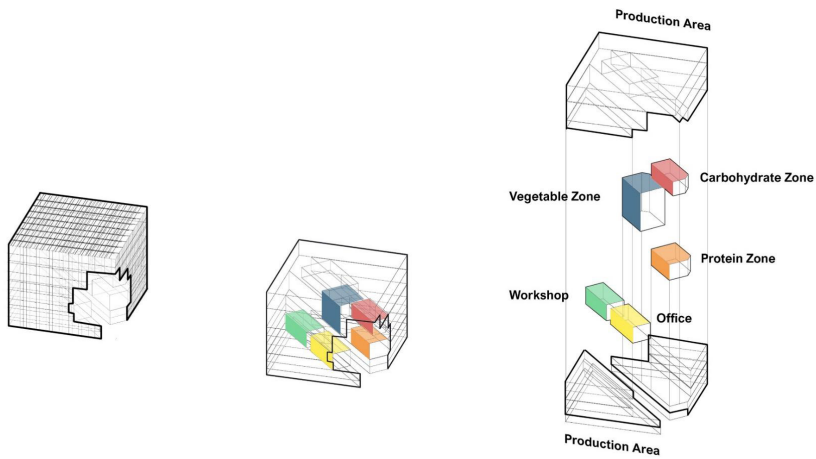 Production Area
Carbohydrate Zone
Vegetable Zone
Protein Zone
Workshop
Office
Production Area